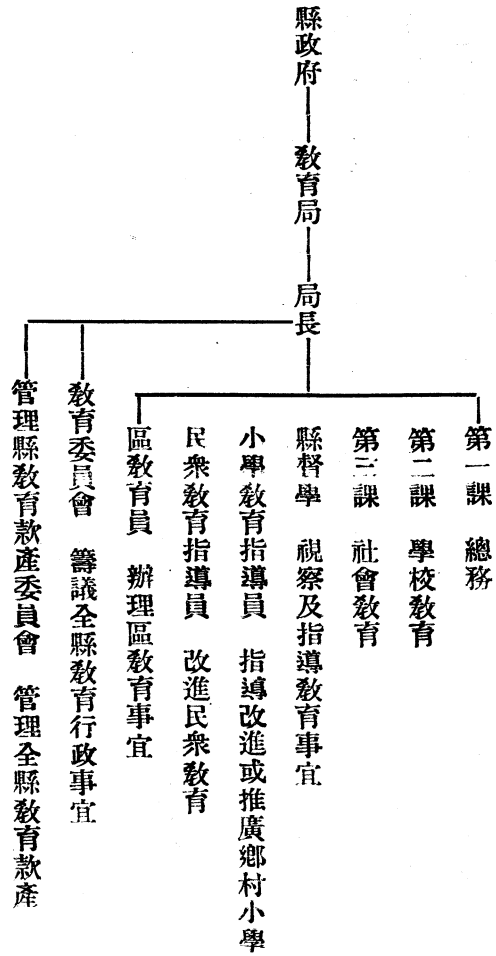 縣政府
教育局
局長
第一課 總務
第二課 學校教育
第三課 社會教育
縣督學 視察及指導教育事宜
小學教育指導員 指導改進或推廣鄉村小學
民衆教育指導員 改進民衆教育
區教育員 辦理區教育事宜
教育委員會 籌議全縣教育行政事宜
管理縣教育款產委員會 管理全縣教育款產